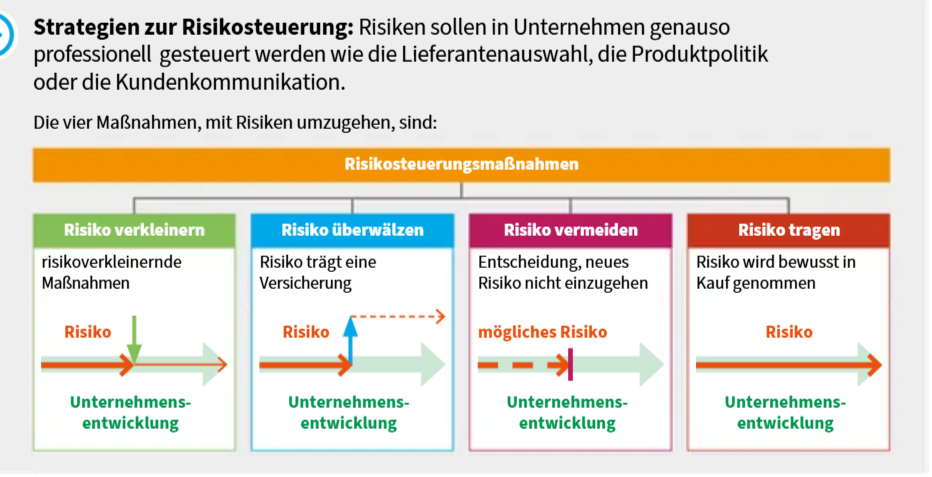 Strategien zur Risikosteuerung: Risiken sollen in Unternehmen genauso
professionell gesteuert werden wie die Lieferantenauswahl, die Produktpolitik
oder die Kundenkommunikation.
Die vier Maßnahmen, mit Risiken umzugehen, sind:
Risikosteuerungsmaßnahmen
Risiko verkleinern
risikoverkleinernde
Maßnahmen
Risiko
Unternehmens-
entwicklung
Risiko überwälzen
Risiko trägt eine
Versicherung
Risiko
Unternehmens-
entwicklung
Risiko vermeiden
Entscheidung, neues
Risiko nicht einzugehen
mögliches Risiko
Unternehmens-
entwicklung
Risiko tragen
Risiko wird bewusst in
Kauf genommen
Risiko
Unternehmens-
entwicklung